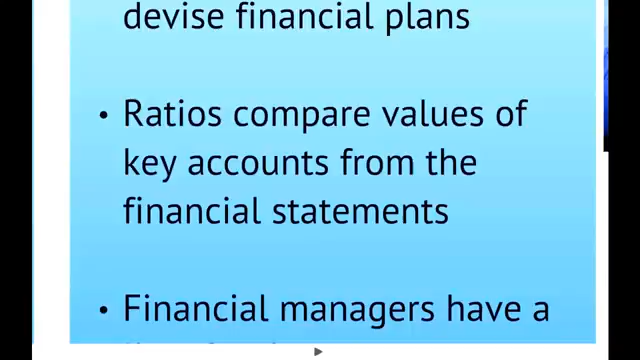 devise financial plans
• Ratios compare values of
key accounts from the
financial statements
• Financial managers have a